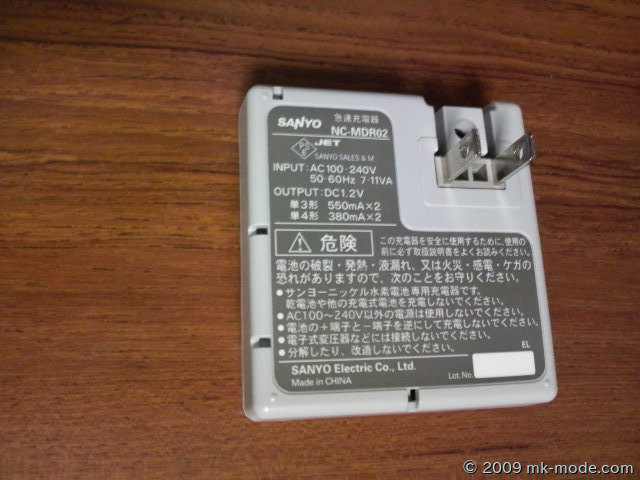 SANYO 急速充電器
NC-MDR02
PS E JET
SANYO SALES & M
INPUT:AC100-240V
50-60Hz 7-11VA
OUTPUT:DC1.2V
単3形 550mA×2
単4形 380mA×2
危険
この充電器を安全に使用するために、使用の
前に必ず取扱説明書をよくお読みください。
電池の破裂・発熱・液漏れ、又は火災・感電・ケガの
恐れがありますので、次のことをお守りください。
●サンヨーニッケル水素電池専用充電器です。
乾電池や他の充電式電池を充電しないでください。
●AC100〜240V以外の電源は使用しないでください。
●電池の+端子と−端子を逆にして充電しないでください。
●電子式変圧器などには接続しないでください。
●分解したり、改造しないでください。
EL
SANYO Electric Co., Ltd.
Made in CHINA
Lot.No.
© 2009 mk-mode.com